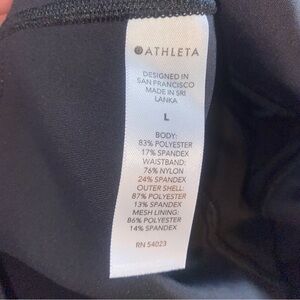 ATHLETA
DESIGNED IN
SAN FRANCISCO
MADE IN SRI
LANKA
L
BODY:
83% POLYESTER
17% SPANDEX
WAISTBAND:
76% NYLON
24% SPANDEX
OUTER SHELL:
87% POLYESTER
13% SPANDEX
MESH LINING:
86% POLYESTER
14% SPANDEX
RN 54023